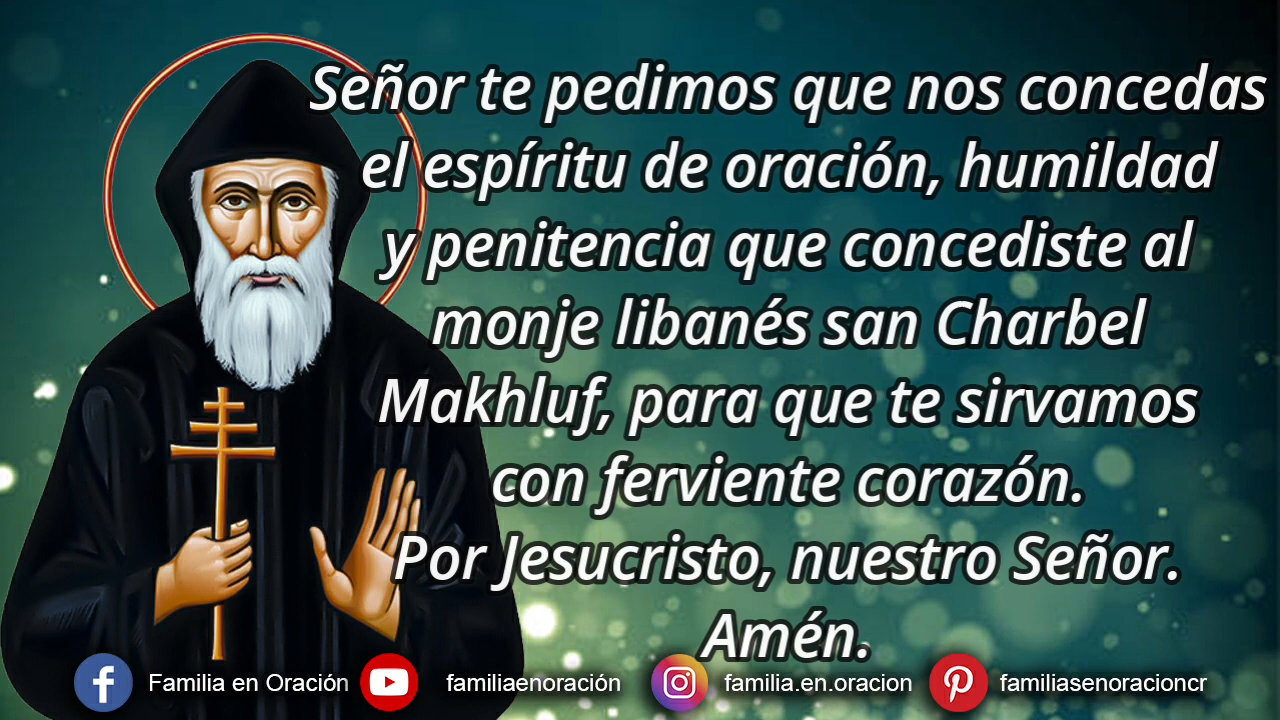 Señor te pedimos que nos concedas
el espíritu de oración, humildad
y penitencia que concediste al
monje libanés san Charbel
Makhluf, para que te sirvamos
con ferviente corazón.
Por Jesucristo, nuestro Señor.
Amén.
Familia en Oración familiaenoración familia.en.oracion familiasenoracioncr